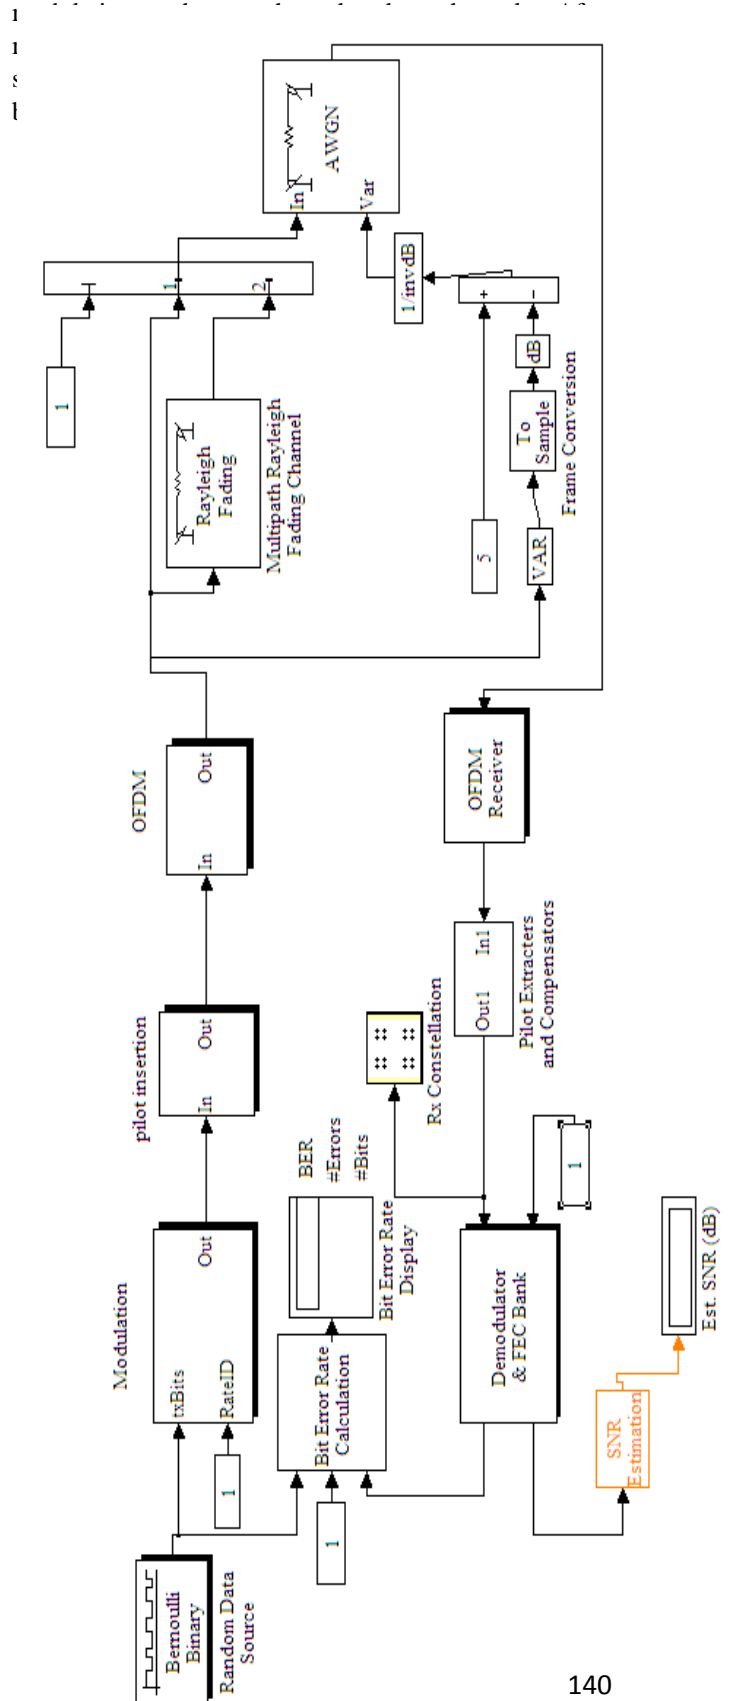 Bernoulli
Binary
Random Data
Source
1
Modulation
txBits
RateID
Out
pilot insertion
In
Out
OFDM
In
Out
1
1
2
Rayleigh
Fading
Multipath Rayleigh
Fading Channel
In
Var
AWGN
1/invdB
+
-
dB
To
Sample
Frame Conversion
VAR
5
OFDM
Receiver
In1
Out1
Pilot Extracters
and Compensators
Rx Constellation
1
Demodulator
& FEC Bank
SNR
Estimation
Est. SNR (dB)
1
Bit Error Rate
Calculation
Bit Error Rate
Display
BER
#Errors
#Bits
140